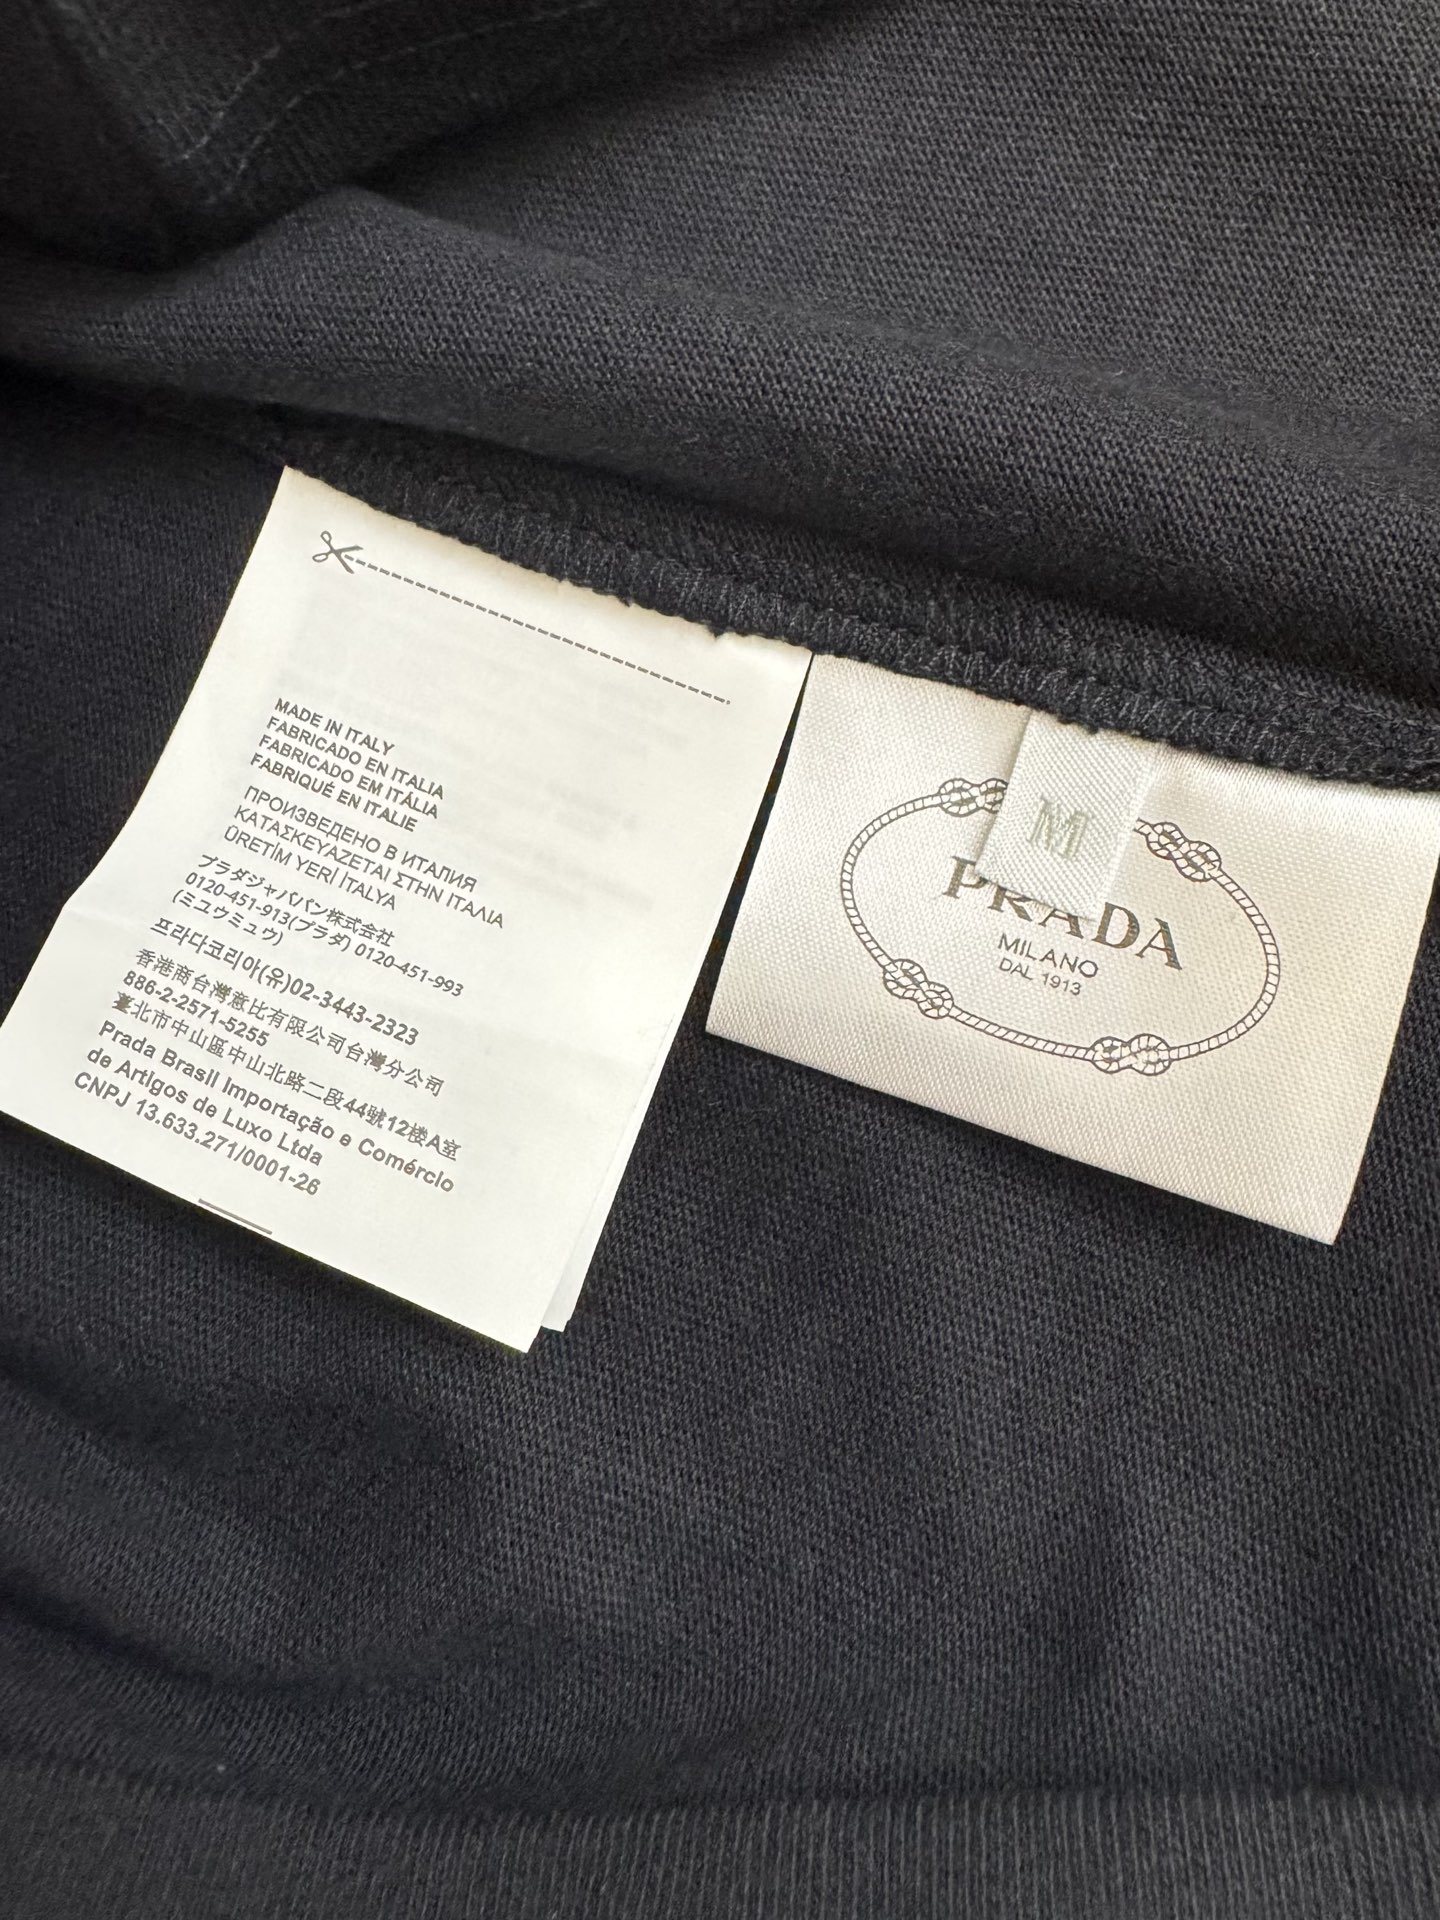 MADE IN ITALY
FABRICADO EN ITALIA
FABRICADO EM ITÁLIA
FABRIQUÉ EN ITALIE
ПРОИЗВЕДЕНО В ИТАЛИЯ
ΚΑΤΑΣΚΕΥΑΖΕΤΑΙ ΣΤΗΝ ΙΤΑΛΙΑ
ÜRETİM YERİ İTALYA
プラダジャパン株式会社
0120-451-913(プラダ) 0120-451-993
(ミュウミュウ)
프라다코리아(유)02-3443-2323
香港商台灣意比有限公司台灣分公司
886-2-2571-5255
臺北市中山區中山北路二段44號12楼A室
Prada Brasil Importação e Comércio
de Artigos de Luxo Ltda
CNPJ 13.633.271/0001-26
M
PRADA
MILANO
DAL 1913